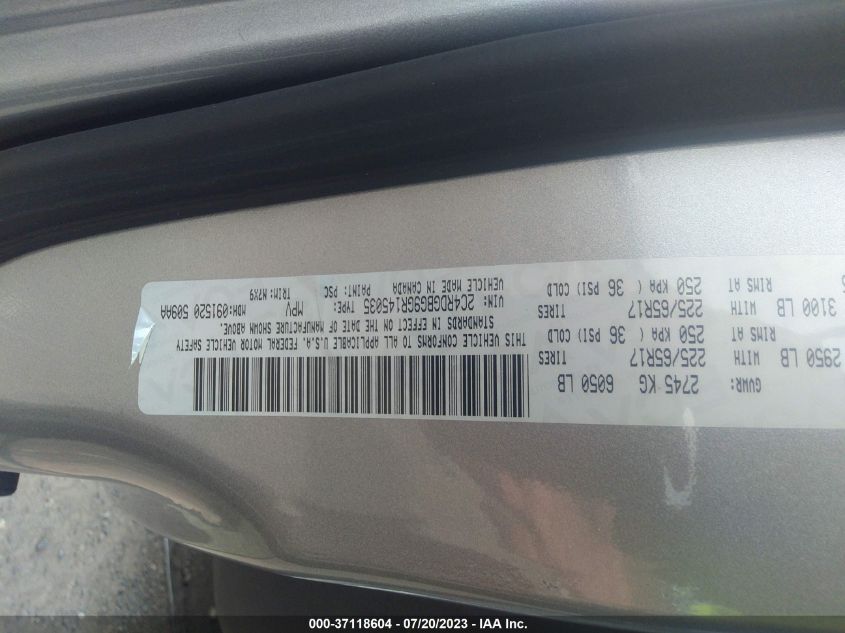 GVWR: 2745 KG 6050 LB
2950 LB WITH 225/65R17 TIRES
RIMS AT 250 KPA ( 36 PSI) COLD
3100 LB WITH 225/65R17 TIRES
RIMS AT 250 KPA ( 36 PSI) COLD
THIS VEHICLE CONFORMS TO ALL APPLICABLE U.S.A. FEDERAL MOTOR VEHICLE SAFETY
STANDARDS IN EFFECT ON THE DATE OF MANUFACTURE SHOWN ABOVE.
VIN: 2C4RDGBG9GR145035 TYPE: MPV MDH:091520 509AA
VEHICLE MADE IN CANADA PAINT: PSC TRIM: N7X9
000-37118604 - 07/20/2023 - IAA Inc.